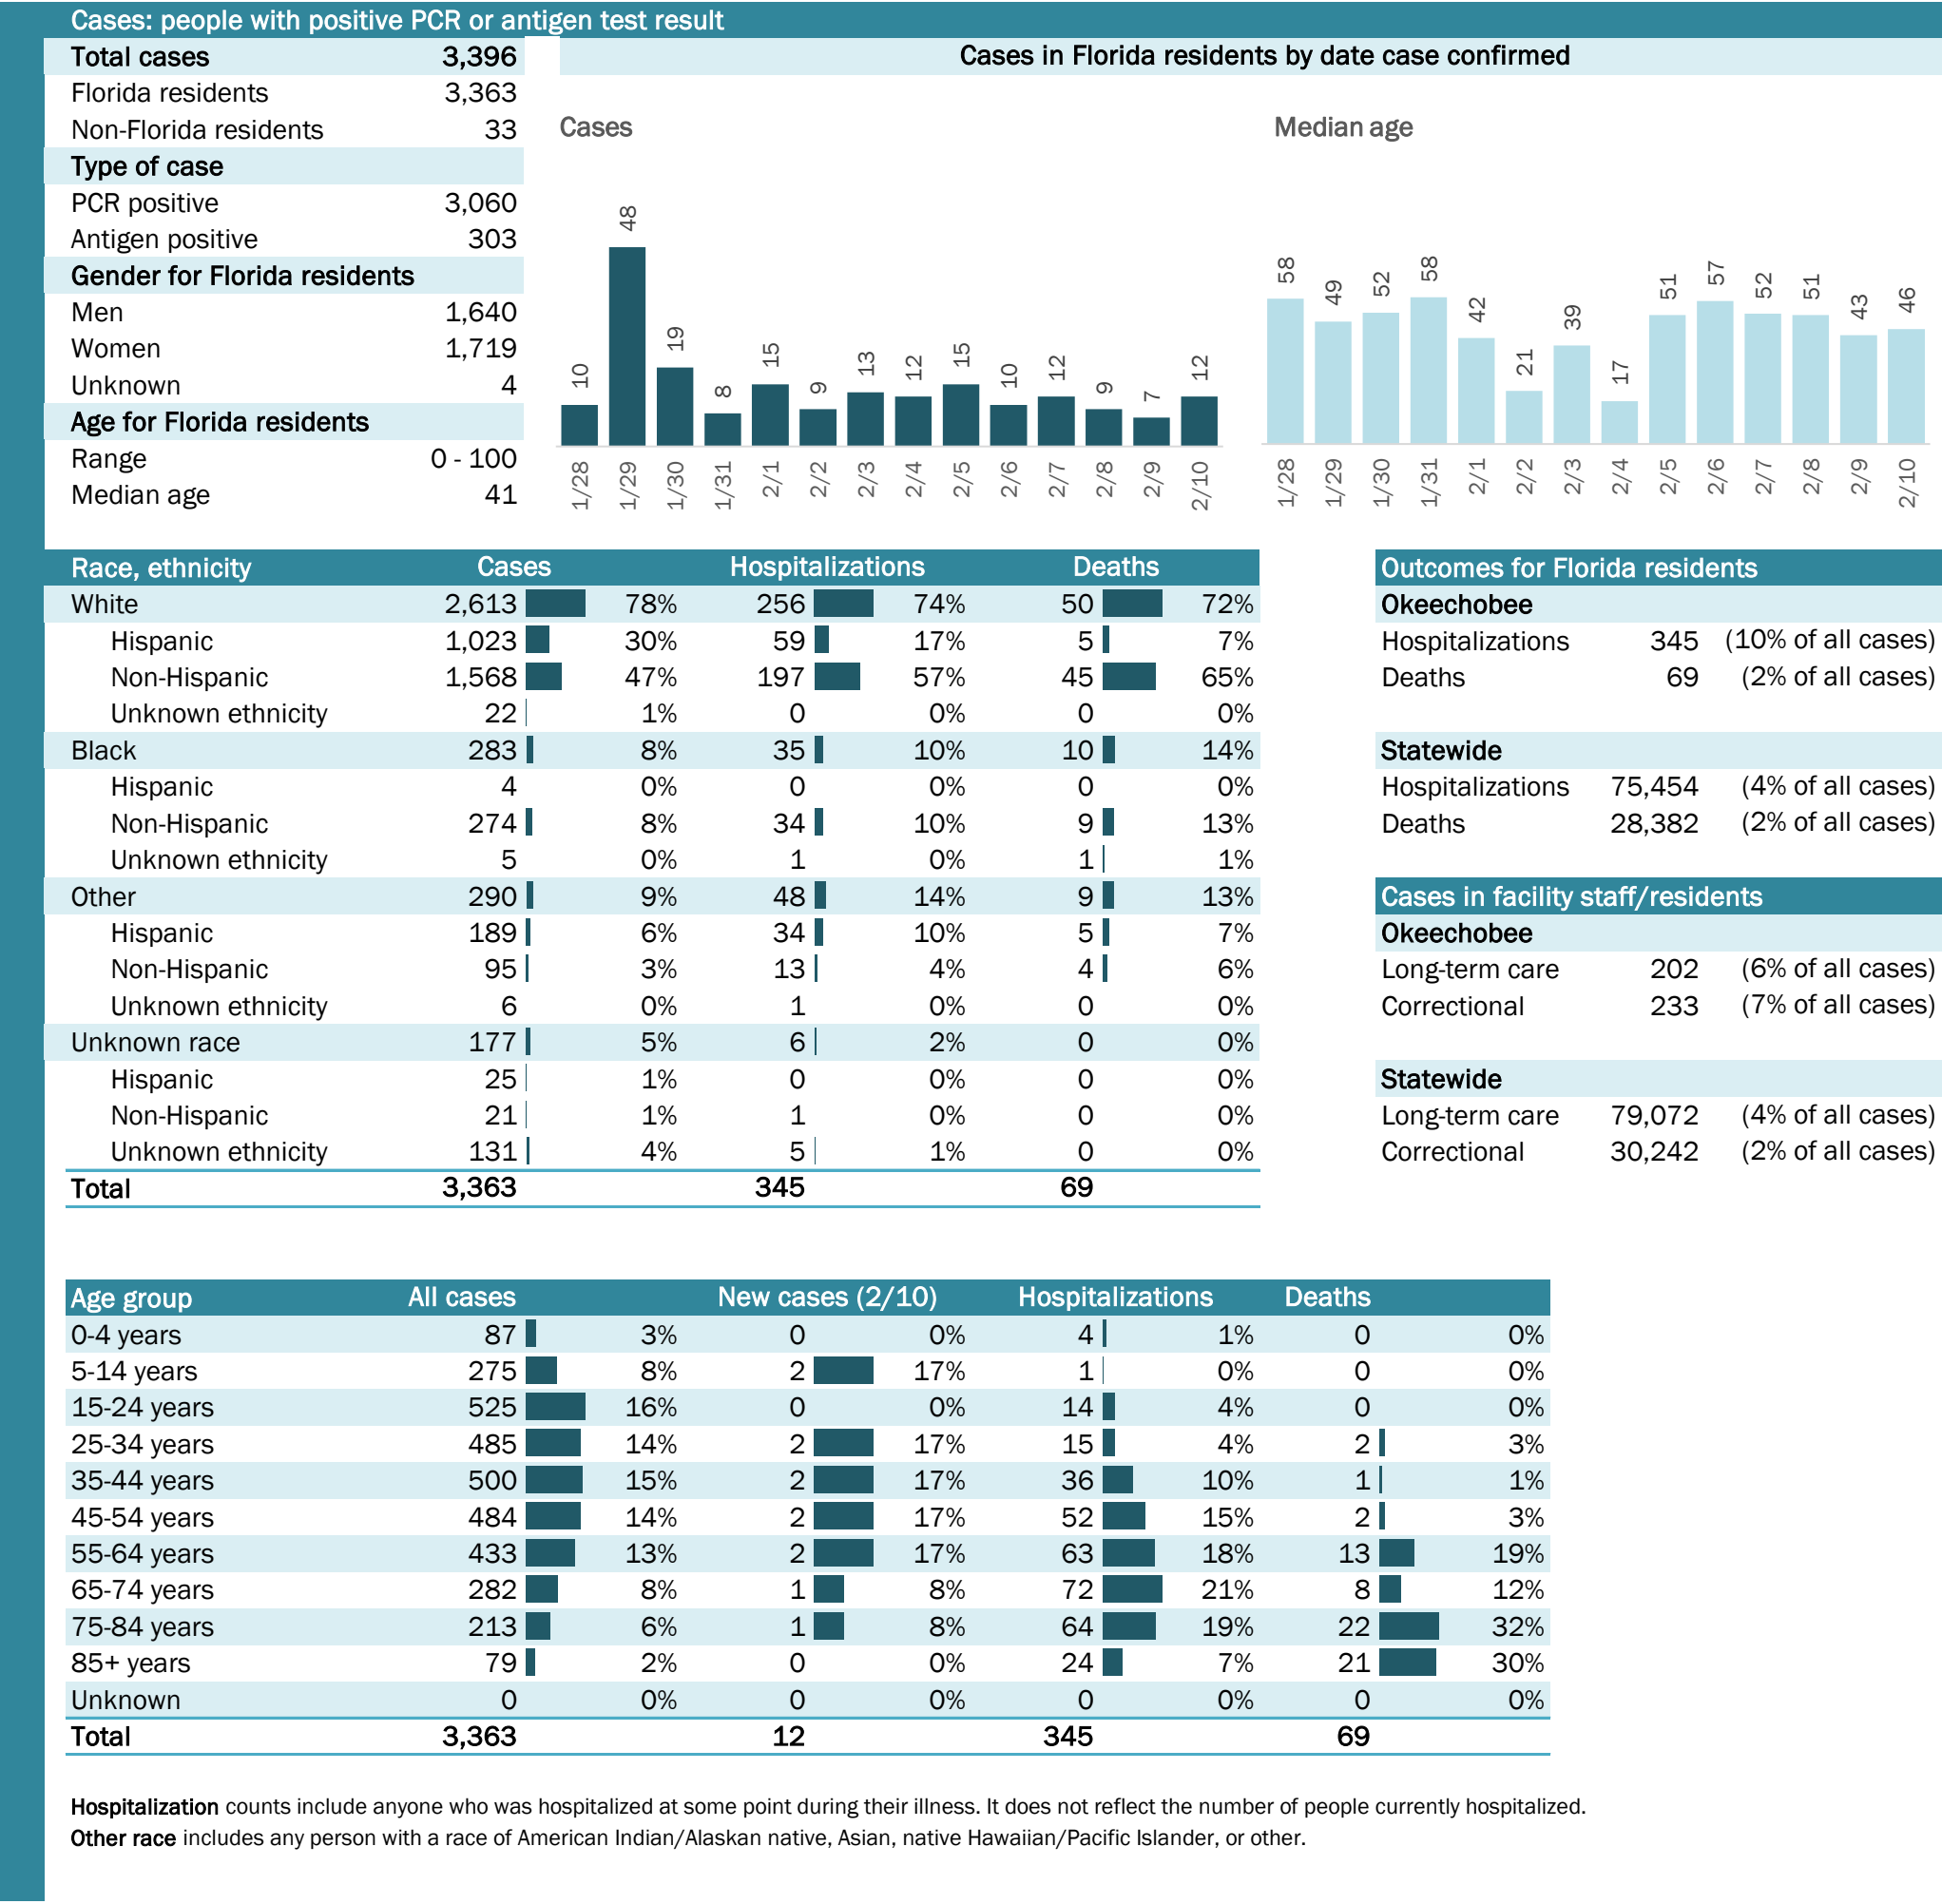 Cases: people with positive PCR or antigen test result
Total cases 3,396
Florida residents 3,363
Non-Florida residents 33
Type of case
PCR positive 3,060
Antigen positive 303
Gender for Florida residents
Men 1,640
Women 1,719
Unknown 4
Age for Florida residents
Range 0 - 100
Median age 41
Cases in Florida residents by date case confirmed
Cases
10 48 19 8 15 9 13 12 15 10 12 9 7 12
1/28 1/29 1/30 1/31 2/1 2/2 2/3 2/4 2/5 2/6 2/7 2/8 2/9 2/10
Median age
58 49 52 58 42 21 39 17 51 57 52 51 43 46
1/28 1/29 1/30 1/31 2/1 2/2 2/3 2/4 2/5 2/6 2/7 2/8 2/9 2/10
Race, ethnicity Cases Hospitalizations Deaths
White 2,613 78% 256 74% 50 72%
Hispanic 1,023 30% 59 17% 5 7%
Non-Hispanic 1,568 47% 197 57% 45 65%
Unknown ethnicity 22 1% 0 0% 0 0%
Black 283 8% 35 10% 10 14%
Hispanic 4 0% 0 0% 0 0%
Non-Hispanic 274 8% 34 10% 9 13%
Unknown ethnicity 5 0% 1 0% 1 1%
Other 290 9% 48 14% 9 13%
Hispanic 189 6% 34 10% 5 7%
Non-Hispanic 95 3% 13 4% 4 6%
Unknown ethnicity 6 0% 1 0% 0 0%
Unknown race 177 5% 6 2% 0 0%
Hispanic 25 1% 0 0% 0 0%
Non-Hispanic 21 1% 1 0% 0 0%
Unknown ethnicity 131 4% 5 1% 0 0%
Total 3,363 345 69
Outcomes for Florida residents
Okeechobee
Hospitalizations 345 (10% of all cases)
Deaths 69 (2% of all cases)
Statewide
Hospitalizations 75,454 (4% of all cases)
Deaths 28,382 (2% of all cases)
Cases in facility staff/residents
Okeechobee
Long-term care 202 (6% of all cases)
Correctional 233 (7% of all cases)
Statewide
Long-term care 79,072 (4% of all cases)
Correctional 30,242 (2% of all cases)
Age group All cases New cases (2/10) Hospitalizations Deaths
0-4 years 87 3% 0 0% 4 1% 0 0%
5-14 years 275 8% 2 17% 1 0% 0 0%
15-24 years 525 16% 0 0% 14 4% 0 0%
25-34 years 485 14% 2 17% 15 4% 2 3%
35-44 years 500 15% 2 17% 36 10% 1 1%
45-54 years 484 14% 2 17% 52 15% 2 3%
55-64 years 433 13% 2 17% 63 18% 13 19%
65-74 years 282 8% 1 8% 72 21% 8 12%
75-84 years 213 6% 1 8% 64 19% 22 32%
85+ years 79 2% 0 0% 24 7% 21 30%
Unknown 0 0% 0 0% 0 0% 0 0%
Total 3,363 12 345 69
Hospitalization counts include anyone who was hospitalized at some point during their illness. It does not reflect the number of people currently hospitalized.
Other race includes any person with a race of American Indian/Alaskan native, Asian, native Hawaiian/Pacific Islander, or other.